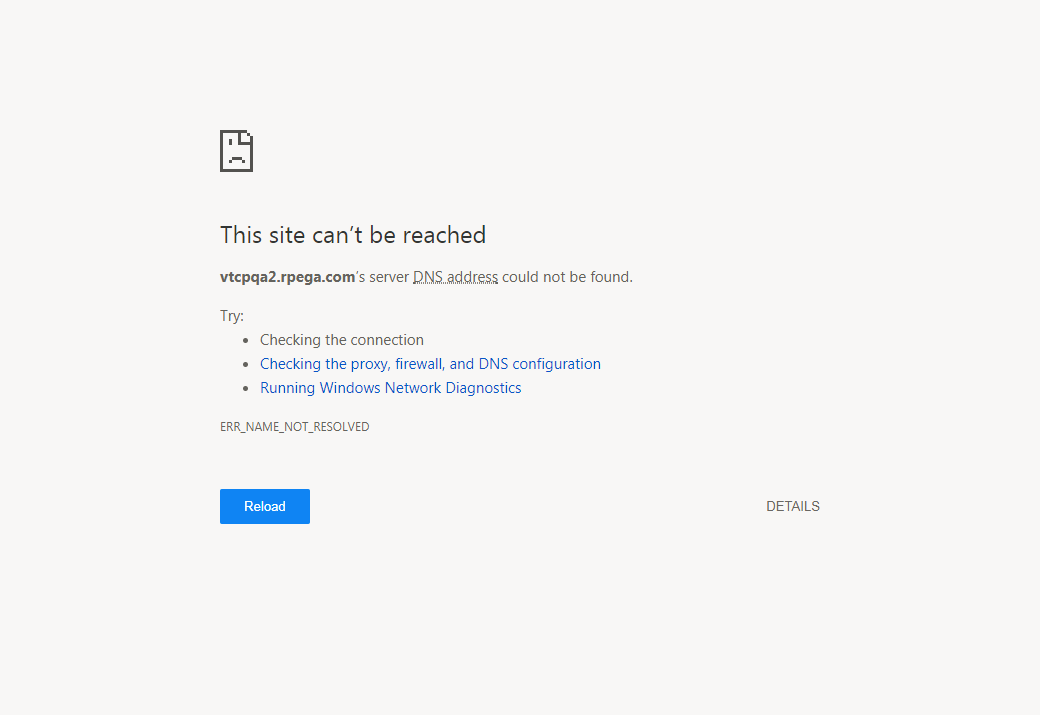 This site can’t be reached
vtcpqa2.rpega.com’s server DNS address could not be found.
Try:
• Checking the connection
• Checking the proxy, firewall, and DNS configuration
• Running Windows Network Diagnostics
ERR_NAME_NOT_RESOLVED
Reload
DETAILS